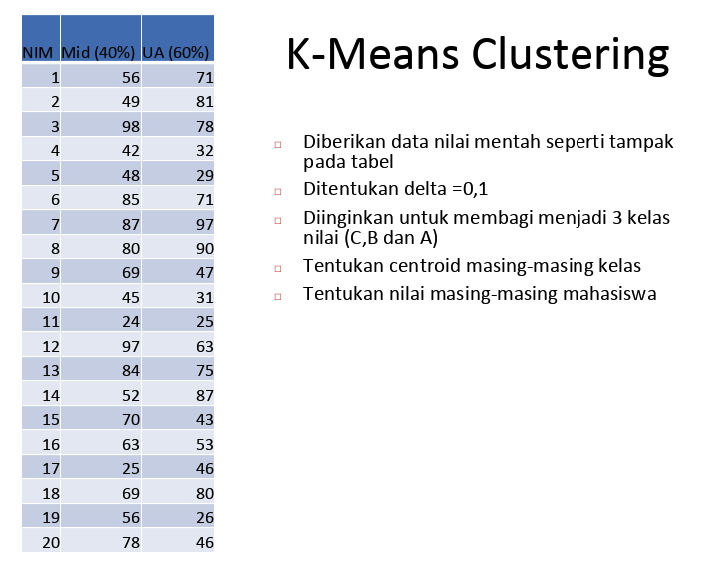 NIM Mid (40%) UA (60%)
1 56 71
2 49 81
3 98 78
4 42 32
5 48 29
6 85 71
7 87 97
8 80 90
9 69 47
10 45 31
11 24 25
12 97 63
13 84 75
14 52 87
15 70 43
16 63 53
17 25 46
18 69 80
19 56 26
20 78 46
K-Means Clustering
Diberikan data nilai mentah seperti tampak
pada tabel
Ditentukan delta =0,1
Diinginkan untuk membagi menjadi 3 kelas
nilai (C,B dan A)
Tentukan centroid masing-masing kelas
Tentukan nilai masing-masing mahasiswa